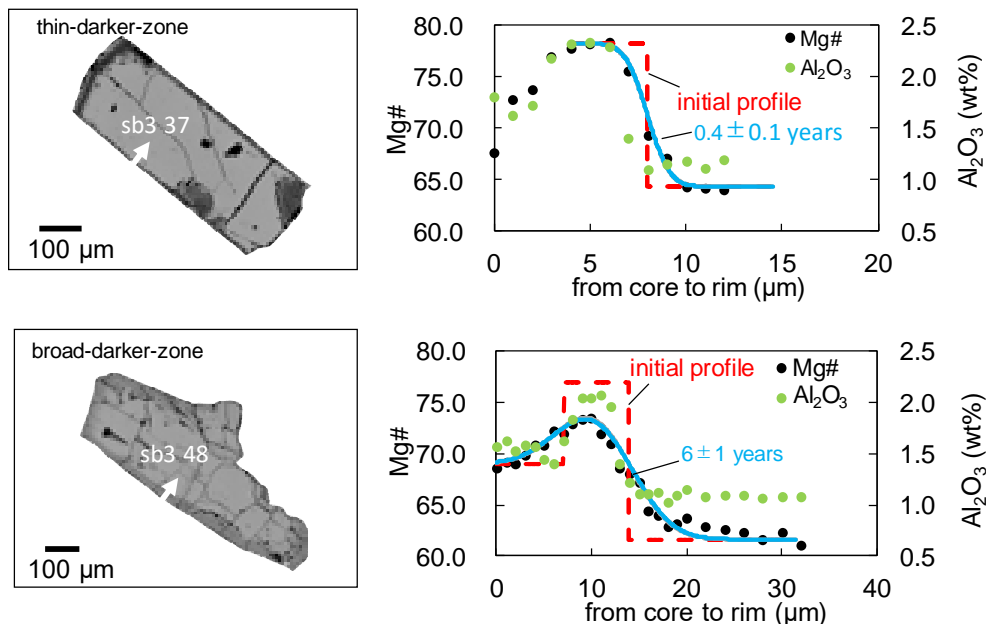 thin-darker-zone
sb3 37
100 µm
80.0
75.0
70.0
65.0
60.0
Mg#
2.5
2.0
1.5
1.0
0.5
Al₂O₃ (wt%)
Mg#
Al₂O₃
initial profile
0.4 ± 0.1 years
0 5 10 15 20
from core to rim (µm)
broad-darker-zone
sb3 48
100 µm
80.0
75.0
70.0
65.0
60.0
Mg#
2.5
2.0
1.5
1.0
0.5
Al₂O₃ (wt%)
initial profile
Mg#
Al₂O₃
6 ± 1 years
0 10 20 30 40
from core to rim (µm)